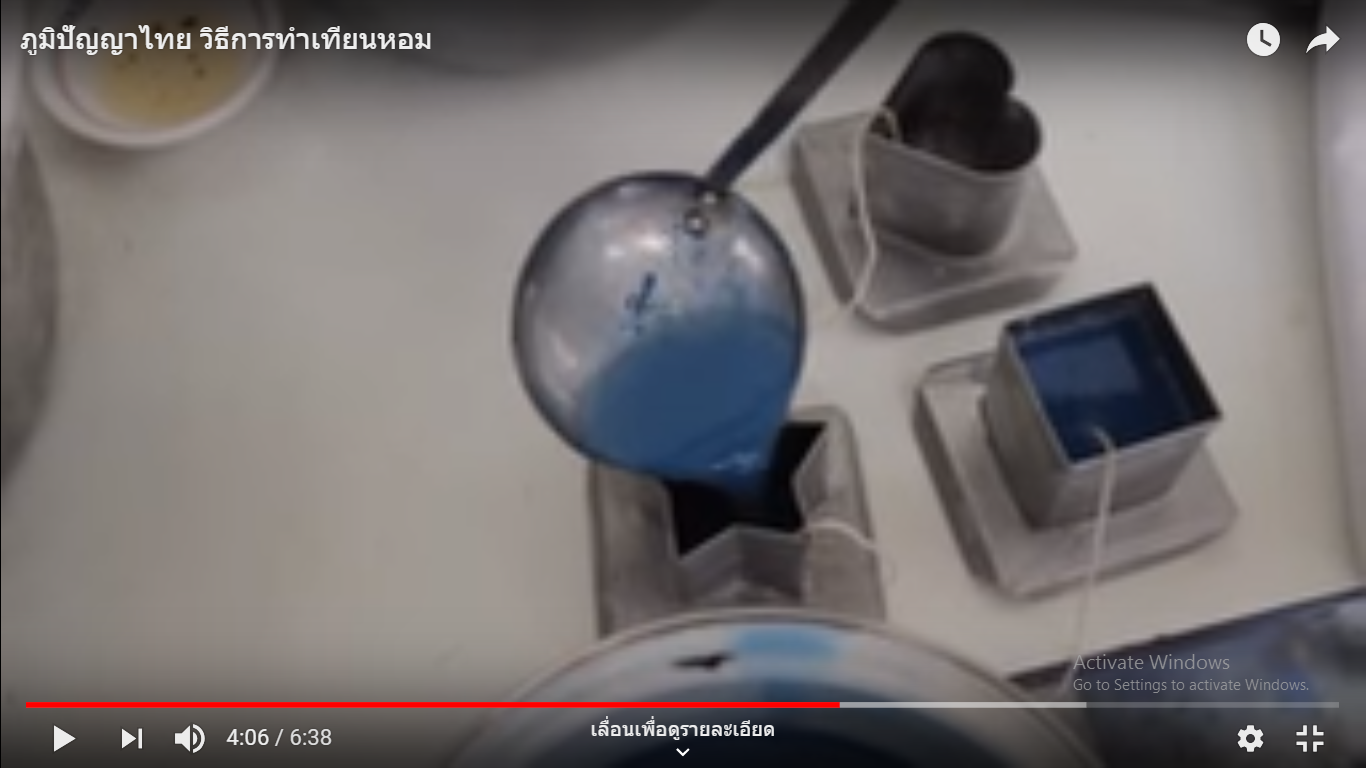 ภูมิปัญญาไทย วิธีการทำเทียนหอม
Activate Windows
Go to Settings to activate Windows.
4:06 / 6:38
เลื่อนเพื่อดูรายละเอียด